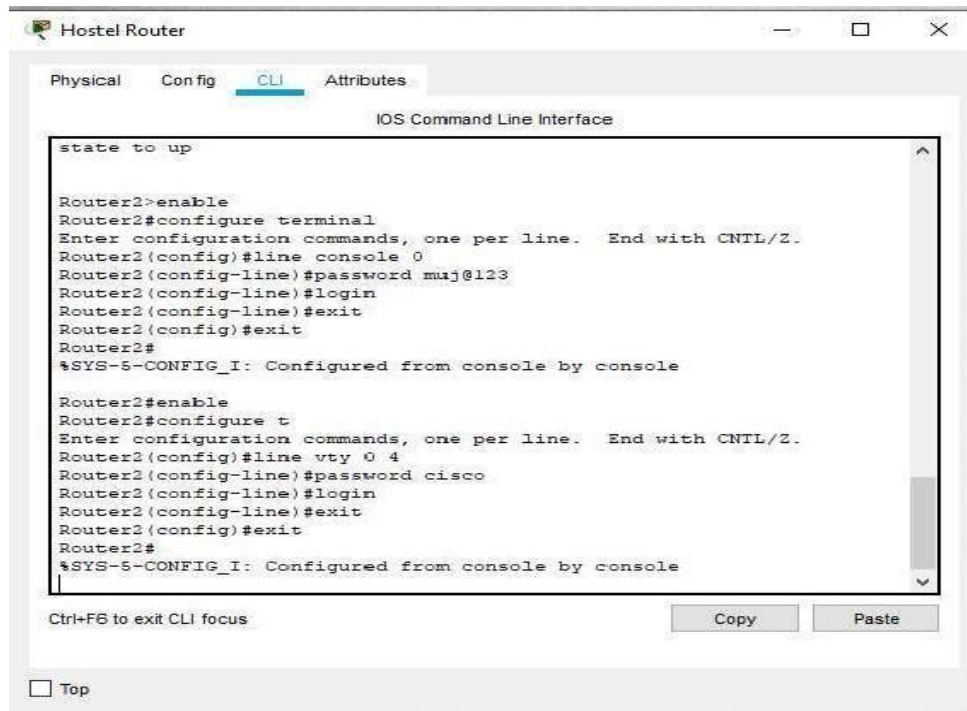 Hostel Router
Physical Config CLI Attributes
IOS Command Line Interface
state to up
Router2>enable
Router2#configure terminal
Enter configuration commands, one per line. End with CNTL/Z.
Router2(config)#line console 0
Router2(config-line)#password muj@123
Router2(config-line)#login
Router2(config-line)#exit
Router2(config)#exit
Router2#
%SYS-5-CONFIG_I: Configured from console by console
Router2#enable
Router2#configure t
Enter configuration commands, one per line. End with CNTL/Z.
Router2(config)#line vty 0 4
Router2(config-line)#password cisco
Router2(config-line)#login
Router2(config-line)#exit
Router2(config)#exit
Router2#
%SYS-5-CONFIG_I: Configured from console by console
Ctrl+F6 to exit CLI focus
Copy Paste
Top